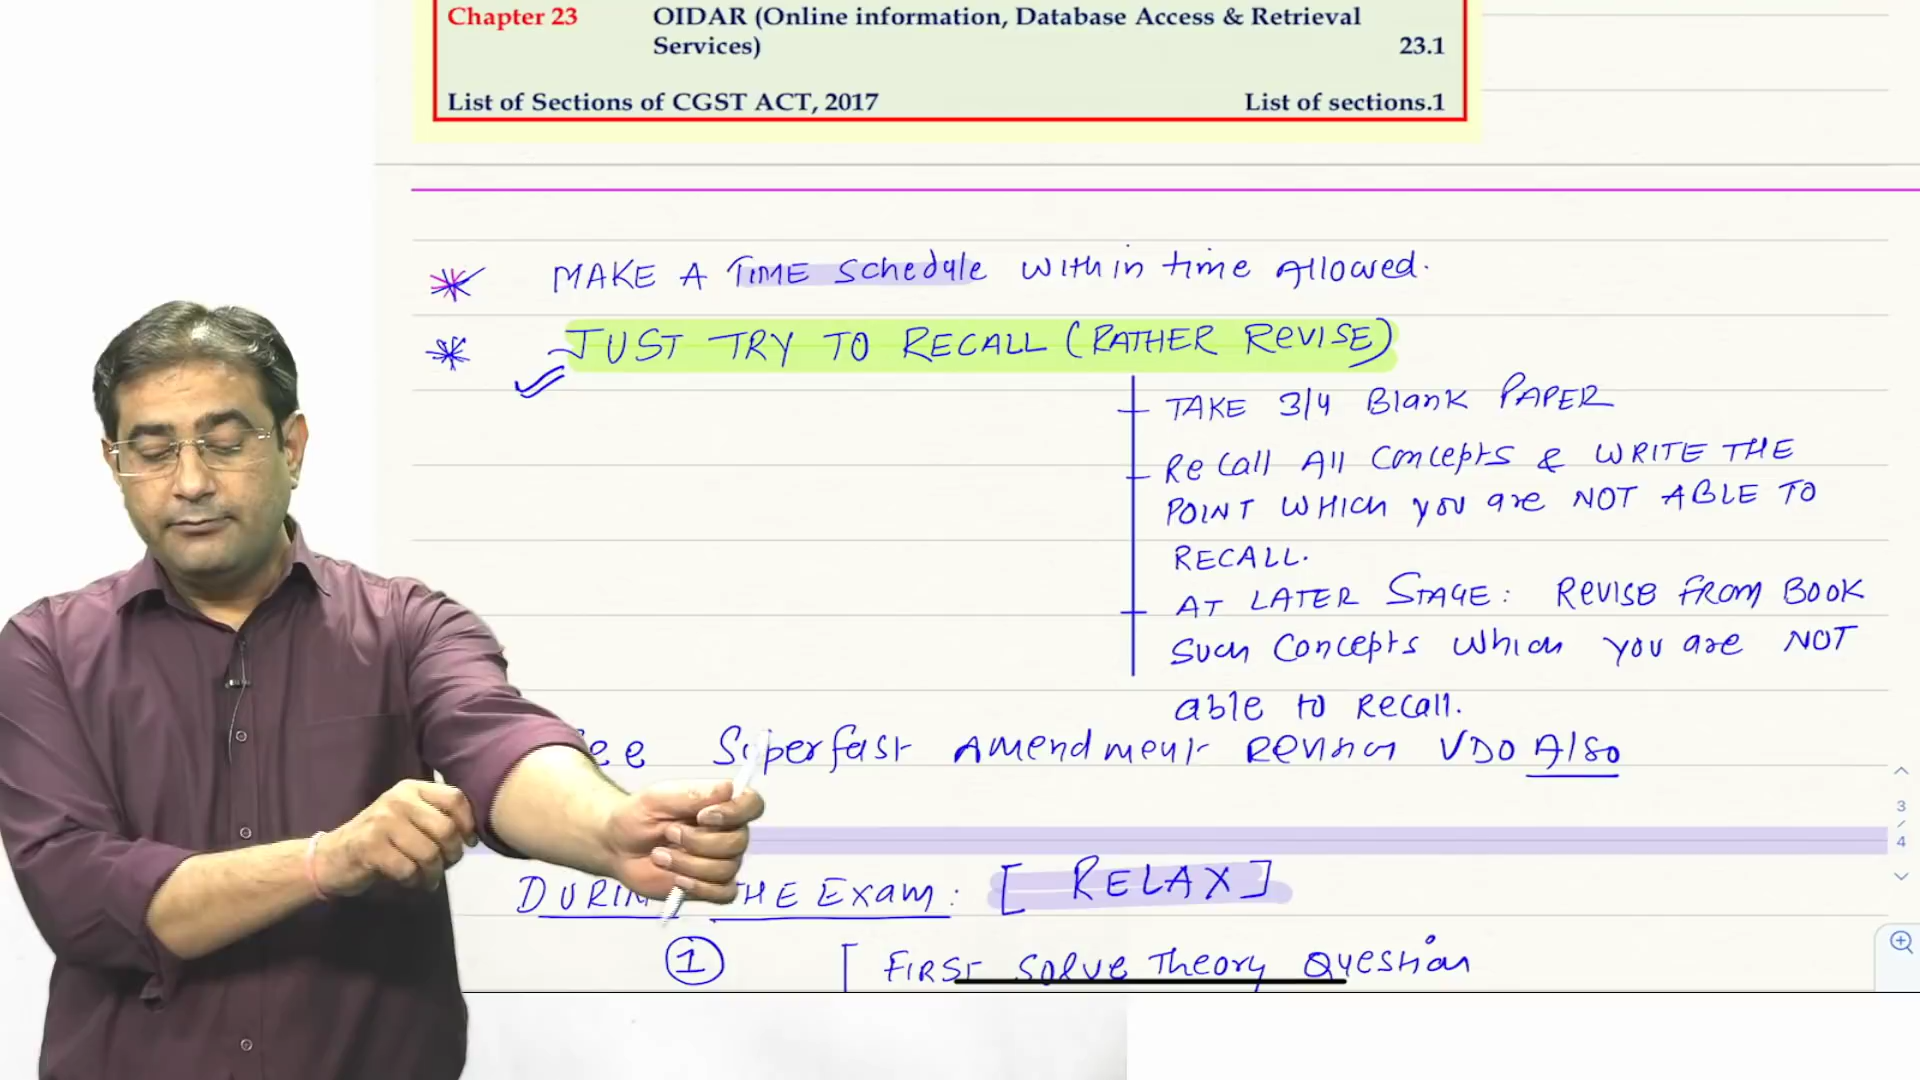 Chapter 23 OIDAR (Online information, Database Access & Retrieval
Services) 23.1
List of Sections of CGST ACT, 2017 List of sections.1
MAKE A TIME SCHEDULE WITHIN TIME ALLOWED.
JUST TRY TO RECALL (RATHER REVISE)
TAKE 3/4 BLANK PAPER
RECALL ALL CONCEPTS & WRITE THE
POINT WHICH YOU ARE NOT ABLE TO
RECALL.
AT LATER STAGE: REVISE FROM BOOK
SUCH CONCEPTS WHICH YOU ARE NOT
able to Recall.
Superfast Amendment Revision VDO Also
THE EXAM: [ RELAX ]
1 [ FIRST SOLVE THEORY QUESTION
3
/
4